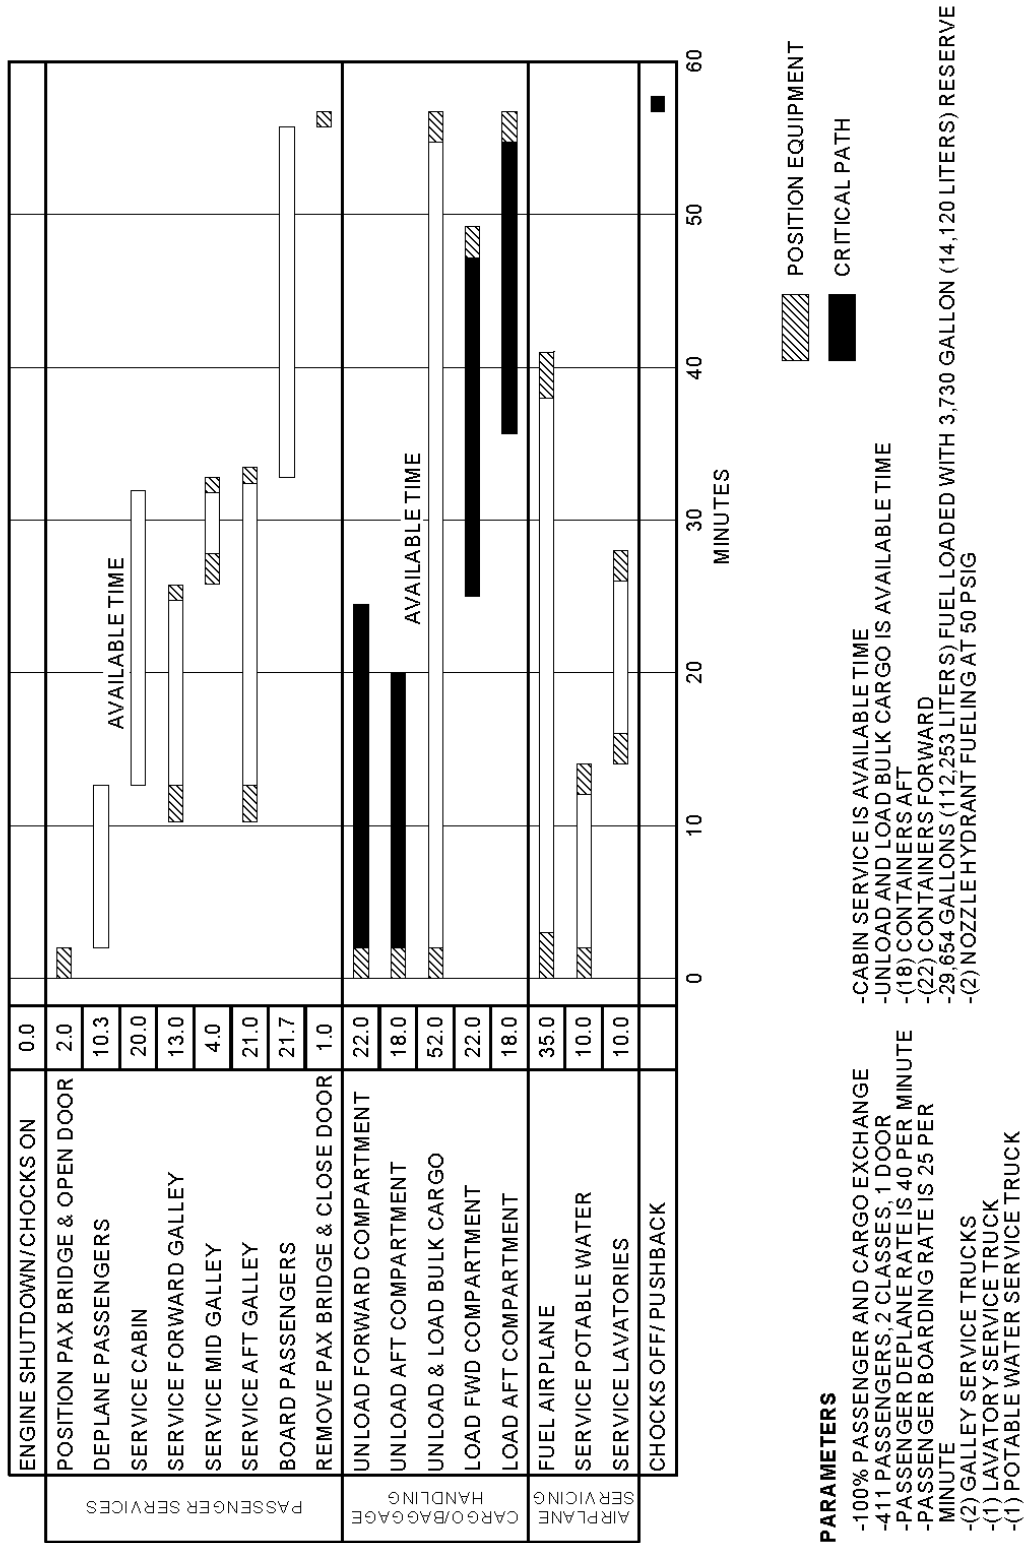 ENGINE SHUTDOWN/CHOCKS ON 0.0
PASSENGER SERVICES
POSITION PAX BRIDGE & OPEN DOOR 2.0
DEPLANE PASSENGERS 10.3
SERVICE CABIN 20.0
AVAILABLE TIME
SERVICE FORWARD GALLEY 13.0
SERVICE MID GALLEY 4.0
SERVICE AFT GALLEY 21.0
BOARD PASSENGERS 21.7
REMOVE PAX BRIDGE & CLOSE DOOR 1.0
CARGO/BAGGAGE
HANDLING
UNLOAD FORWARD COMPARTMENT 22.0
UNLOAD AFT COMPARTMENT 18.0
AVAILABLE TIME
UNLOAD & LOAD BULK CARGO 52.0
LOAD FWD COMPARTMENT 22.0
LOAD AFT COMPARTMENT 18.0
AIRPLANE
SERVICING
FUEL AIRPLANE 35.0
SERVICE POTABLE WATER 10.0
SERVICE LAVATORIES 10.0
CHOCKS OFF/PUSHBACK
0 10 20 30 40 50 60
MINUTES
POSITION EQUIPMENT
CRITICAL PATH
PARAMETERS
-100% PASSENGER AND CARGO EXCHANGE
-411 PASSENGERS, 2 CLASSES, 1 DOOR
-PASSENGER DEPLANE RATE IS 40 PER MINUTE
-PASSENGER BOARDING RATE IS 25 PER
MINUTE
-(2) GALLEY SERVICE TRUCKS
-(1) LAVATORY SERVICE TRUCK
-(1) POTABLE WATER SERVICE TRUCK
-CABIN SERVICE IS AVAILABLE TIME
-UNLOAD AND LOAD BULK CARGO IS AVAILABLE TIME
-(18) CONTAINERS AFT
-(22) CONTAINERS FORWARD
-29,654 GALLONS (112,253 LITERS) FUEL LOADED WITH 3,730 GALLON (14,120 LITERS) RESERVE
-(2) NOZZLE HYDRANT FUELING AT 50 PSIG